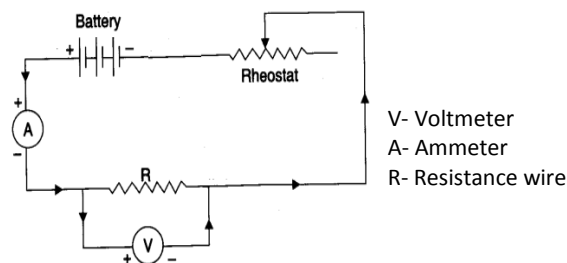 Battery
+ −
Rheostat
+
A
−
R
+ V −
V- Voltmeter
A- Ammeter
R- Resistance wire